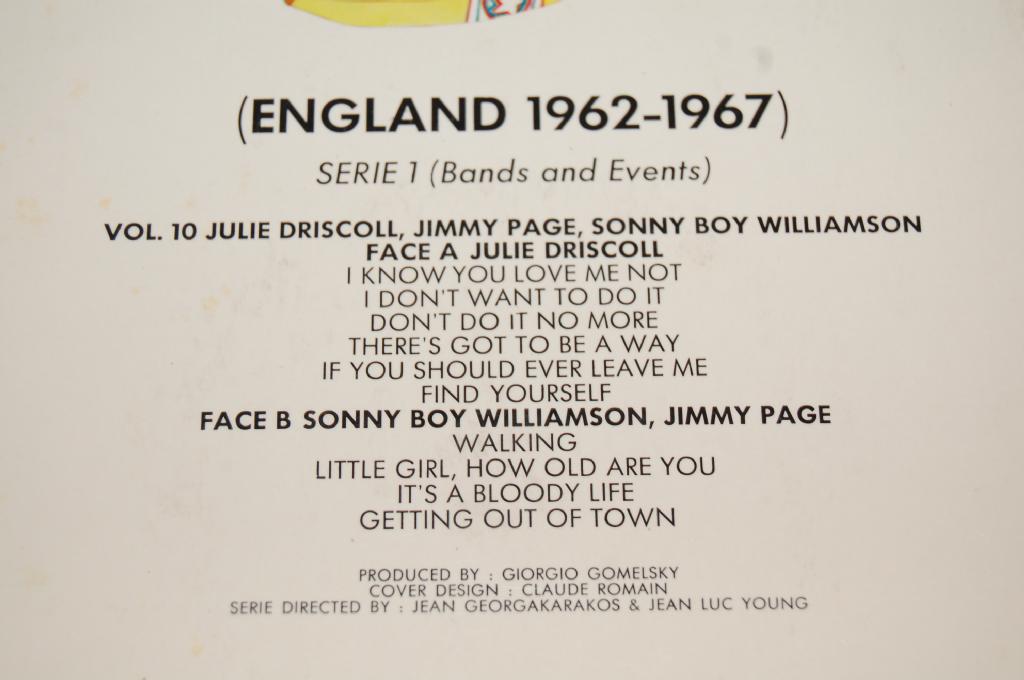 (ENGLAND 1962-1967)
SERIE 1 (Bands and Events)
VOL. 10 JULIE DRISCOLL, JIMMY PAGE, SONNY BOY WILLIAMSON
FACE A JULIE DRISCOLL
I KNOW YOU LOVE ME NOT
I DON'T WANT TO DO IT
DON'T DO IT NO MORE
THERE'S GOT TO BE A WAY
IF YOU SHOULD EVER LEAVE ME
FIND YOURSELF
FACE B SONNY BOY WILLIAMSON, JIMMY PAGE
WALKING
LITTLE GIRL, HOW OLD ARE YOU
IT'S A BLOODY LIFE
GETTING OUT OF TOWN
PRODUCED BY : GIORGIO GOMELSKY
COVER DESIGN : CLAUDE ROMAIN
SERIE DIRECTED BY : JEAN GEORGAKARAKOS & JEAN LUC YOUNG